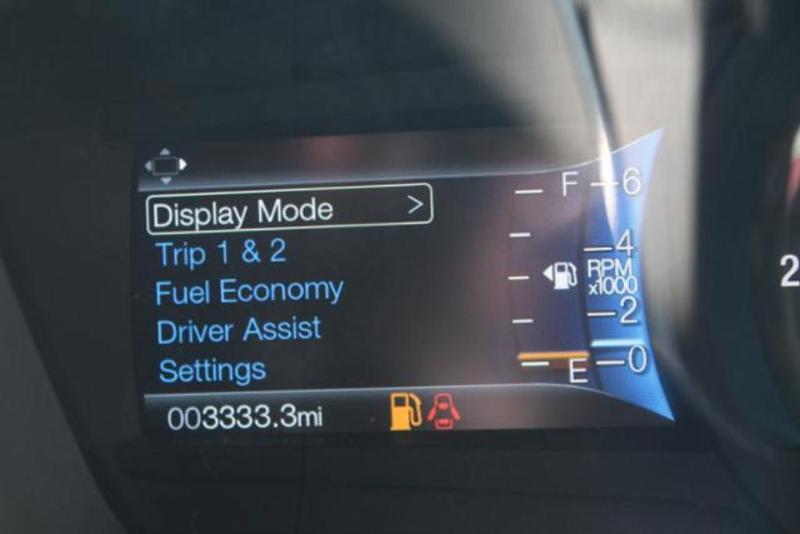 Display Mode >
Trip 1 & 2
Fuel Economy
Driver Assist
Settings
003333.3mi
F
E
6
4
RPM
x1000
2
0
2